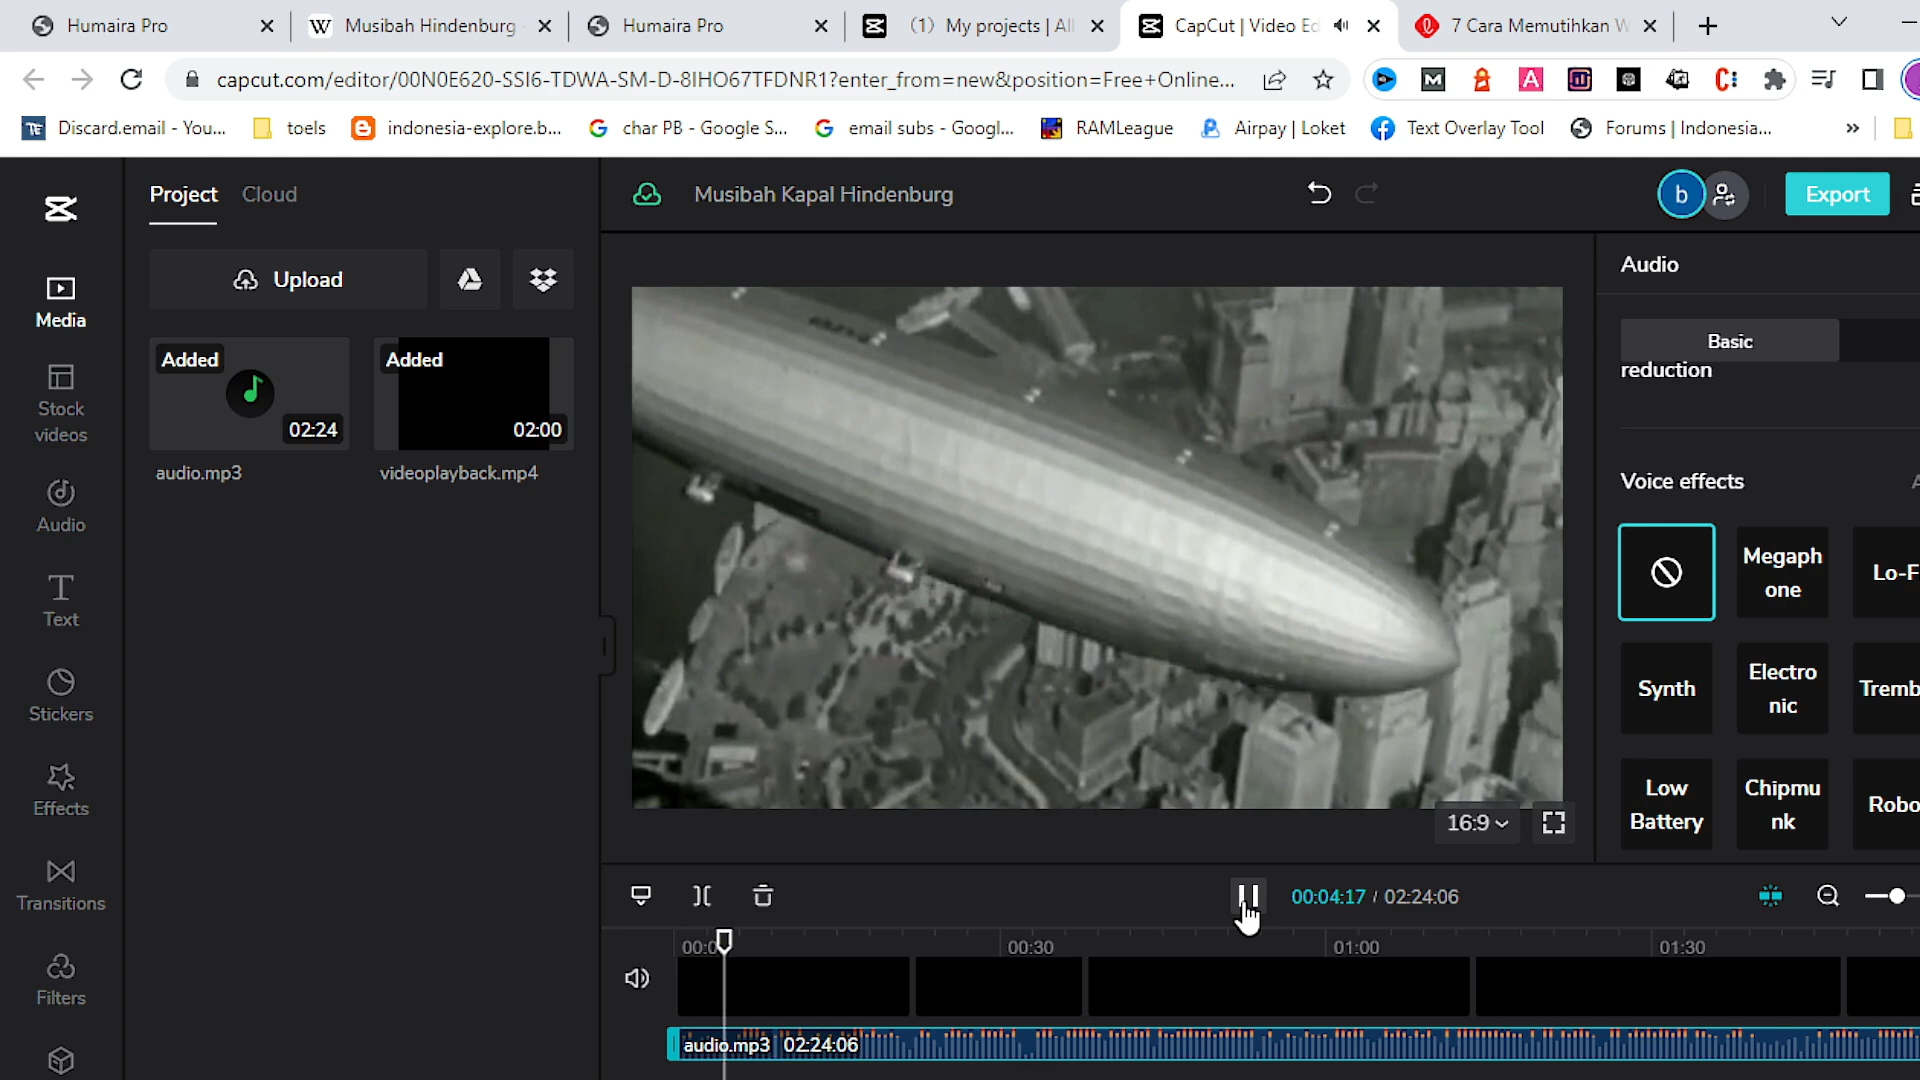 Humaira Pro
Musibah Hindenburg
Humaira Pro
(1) My projects | All
CapCut | Video Ed
7 Cara Memutihkan W
capcut.com/editor/00N0E620-SSI6-TDWA-SM-D-8IHO67TFDNR1?enter_from=new&position=Free+Online...
Discard.email - You...
toels
indonesia-explore.b...
char PB - Google S...
email subs - Googl...
RAMLeague
Airpay | Loket
Text Overlay Tool
Forums | Indonesia...
»
Project
Cloud
Musibah Kapal Hindenburg
b
Export
Upload
Media
Stock videos
Audio
Text
Stickers
Effects
Transitions
Filters
Added
02:24
audio.mp3
Added
02:00
videoplayback.mp4
16:9
Audio
Basic
reduction
Voice effects
Megaph
one
Lo-F
Synth
Electro
nic
Tremb
Low
Battery
Chipmu
nk
Robo
00:04:17 / 02:24:06
00:0
00:30
01:00
01:30
audio.mp3 02:24:06